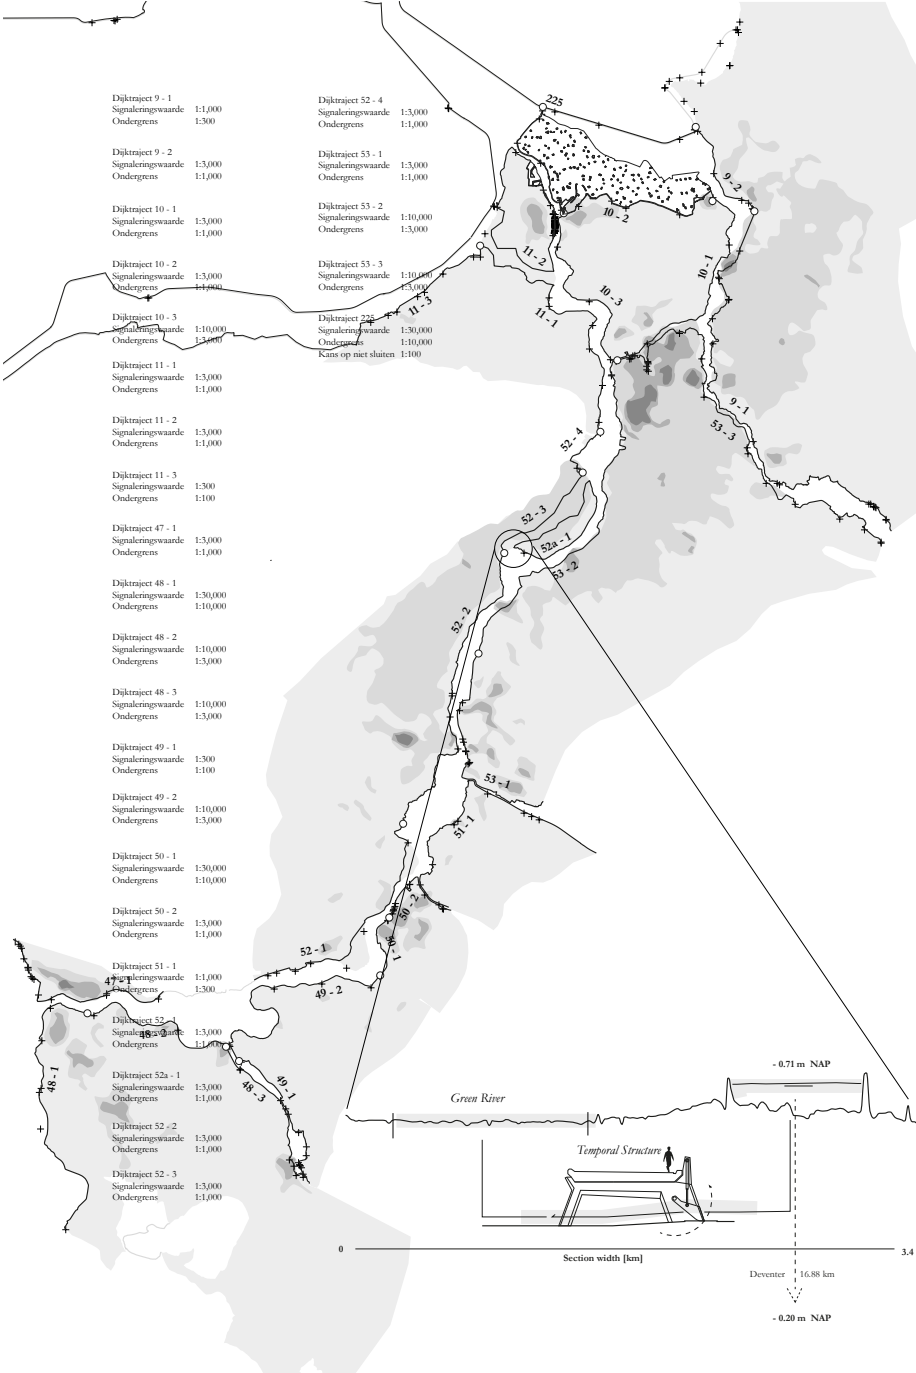 Dijktraject 9 - 1
Signaleringswaarde 1:1,000
Ondergrens 1:300
Dijktraject 9 - 2
Signaleringswaarde 1:3,000
Ondergrens 1:1,000
Dijktraject 10 - 1
Signaleringswaarde 1:3,000
Ondergrens 1:1,000
Dijktraject 10 - 2
Signaleringswaarde 1:3,000
Ondergrens 1:1,000
Dijktraject 10 - 3
Signaleringswaarde 1:10,000
Ondergrens 1:3,000
Dijktraject 11 - 1
Signaleringswaarde 1:3,000
Ondergrens 1:1,000
Dijktraject 11 - 2
Signaleringswaarde 1:3,000
Ondergrens 1:1,000
Dijktraject 11 - 3
Signaleringswaarde 1:300
Ondergrens 1:100
Dijktraject 47 - 1
Signaleringswaarde 1:3,000
Ondergrens 1:1,000
Dijktraject 48 - 1
Signaleringswaarde 1:30,000
Ondergrens 1:10,000
Dijktraject 48 - 2
Signaleringswaarde 1:10,000
Ondergrens 1:3,000
Dijktraject 48 - 3
Signaleringswaarde 1:10,000
Ondergrens 1:3,000
Dijktraject 49 - 1
Signaleringswaarde 1:300
Ondergrens 1:100
Dijktraject 49 - 2
Signaleringswaarde 1:10,000
Ondergrens 1:3,000
Dijktraject 50 - 1
Signaleringswaarde 1:30,000
Ondergrens 1:10,000
Dijktraject 50 - 2
Signaleringswaarde 1:3,000
Ondergrens 1:1,000
Dijktraject 51 - 1
Signaleringswaarde 1:1,000
Ondergrens 1:300
Dijktraject 52 - 1
Signaleringswaarde 1:3,000
Ondergrens 1:1,000
Dijktraject 52a - 1
Signaleringswaarde 1:3,000
Ondergrens 1:1,000
Dijktraject 52 - 2
Signaleringswaarde 1:3,000
Ondergrens 1:1,000
Dijktraject 52 - 3
Signaleringswaarde 1:3,000
Ondergrens 1:1,000
Dijktraject 52 - 4
Signaleringswaarde 1:3,000
Ondergrens 1:1,000
Dijktraject 53 - 1
Signaleringswaarde 1:3,000
Ondergrens 1:1,000
Dijktraject 53 - 2
Signaleringswaarde 1:10,000
Ondergrens 1:3,000
Dijktraject 53 - 3
Signaleringswaarde 1:10,000
Ondergrens 1:3,000
Dijktraject 225
Signaleringswaarde 1:30,000
Ondergrens 1:10,000
Kans op niet sluiten 1:100
225
9 - 2
10 - 2
11 - 2
10 - 1
10 - 3
11 - 3
11 - 1
9 - 1
53 - 3
52 - 4
52 - 3
52a - 1
53 - 2
52 - 2
53 - 1
51 - 1
50 - 2
50 - 1
52 - 1
49 - 2
47 - 1
48 - 2
48 - 1
48 - 3
49 - 1
- 0.71 m NAP
Green River
Temporal Structure
0
3.4
Section width [km]
Deventer 16.88 km
- 0.20 m NAP